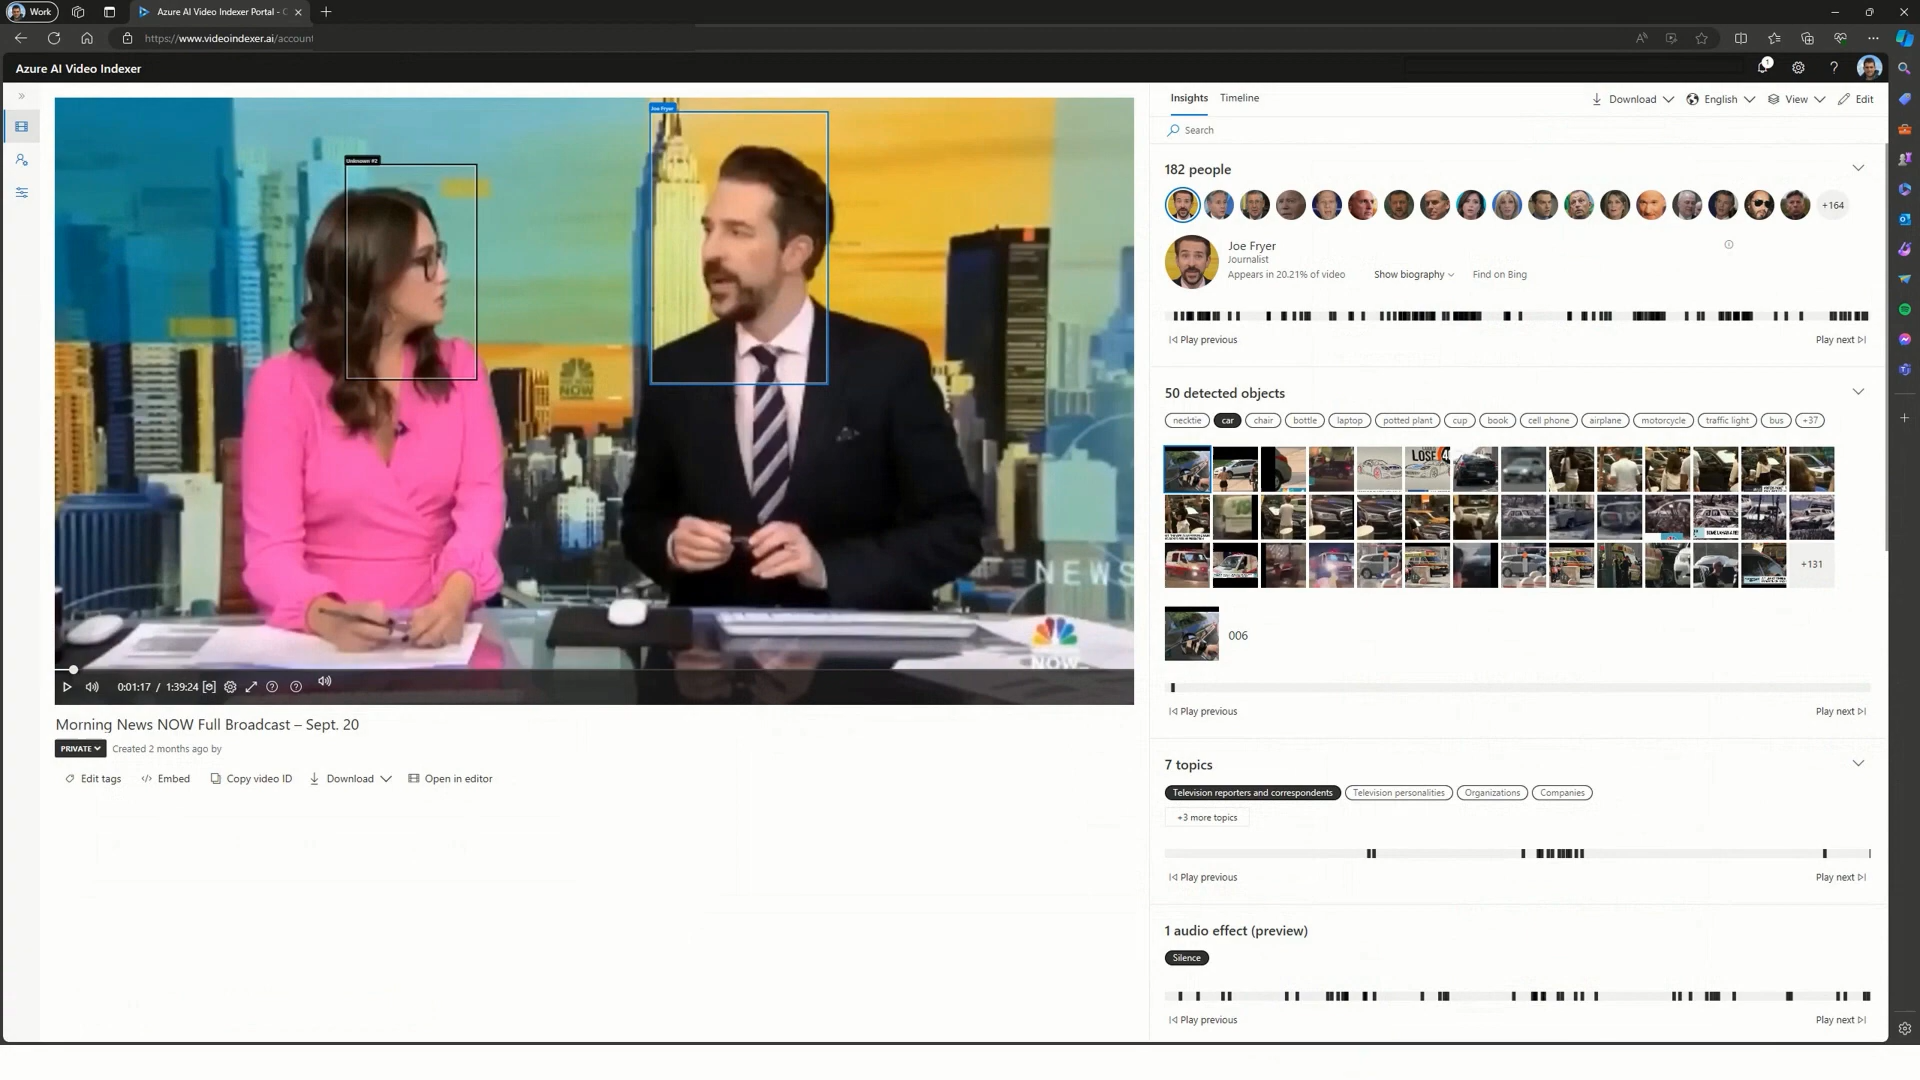 Work
Azure AI Video Indexer Portal - C
https://www.videoindexer.ai/account
Azure AI Video Indexer
1
Joe Fryer
Unknown #2
NBC NEWS
NOW
NEWS
NOW
0:01:17 / 1:39:24
Morning News NOW Full Broadcast – Sept. 20
PRIVATE
Created 2 months ago by
Edit tags
Embed
Copy video ID
Download
Open in editor
Insights
Timeline
Download
English
View
Edit
Search
182 people
+164
Joe Fryer
Journalist
Appears in 20.21% of video
Show biography
Find on Bing
Play previous
Play next
50 detected objects
necktie
car
chair
bottle
laptop
potted plant
cup
book
cell phone
airplane
motorcycle
traffic light
bus
+37
LOSE
+131
006
Play previous
Play next
7 topics
Television reporters and correspondents
Television personalities
Organizations
Companies
+3 more topics
Play previous
Play next
1 audio effect (preview)
Silence
Play previous
Play next